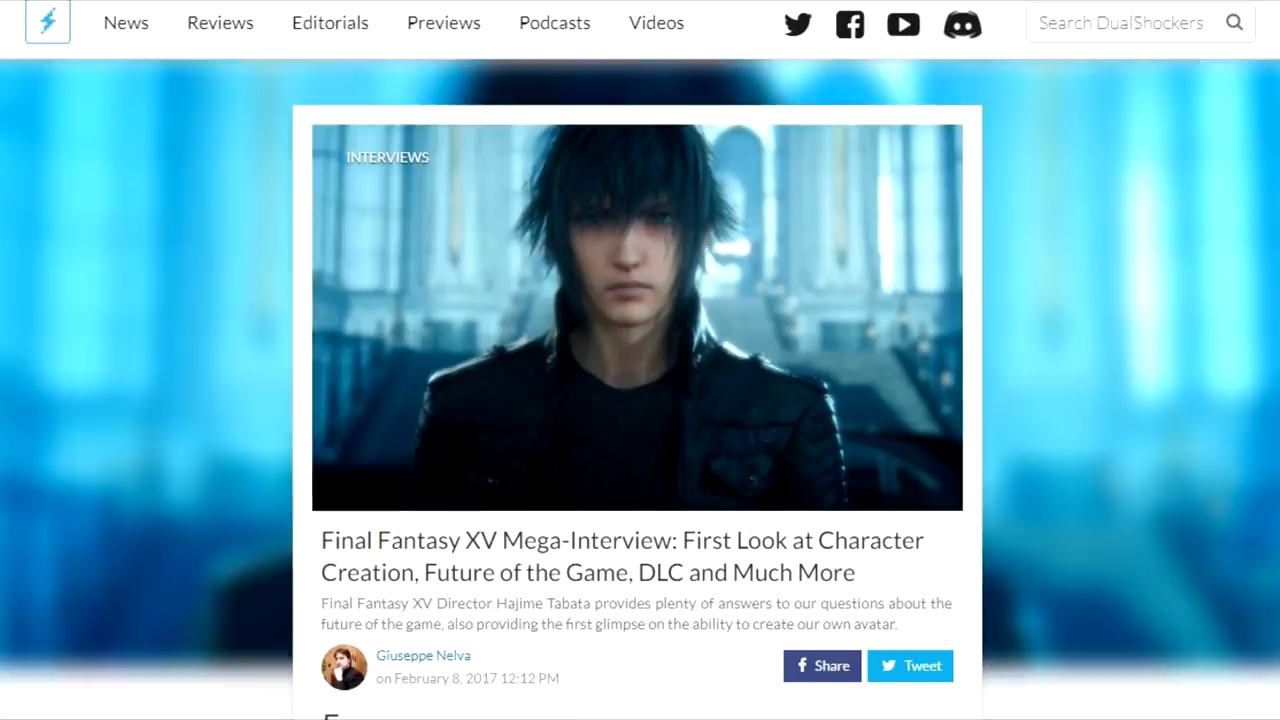 News Reviews Editorials Previews Podcasts Videos Search DualShockers
INTERVIEWS
Final Fantasy XV Mega-Interview: First Look at Character
Creation, Future of the Game, DLC and Much More
Final Fantasy XV Director Hajime Tabata provides plenty of answers to our questions about the
future of the game, also providing the first glimpse on the ability to create our own avatar.
Giuseppe Nelva
on February 8, 2017 12:12 PM
Share Tweet